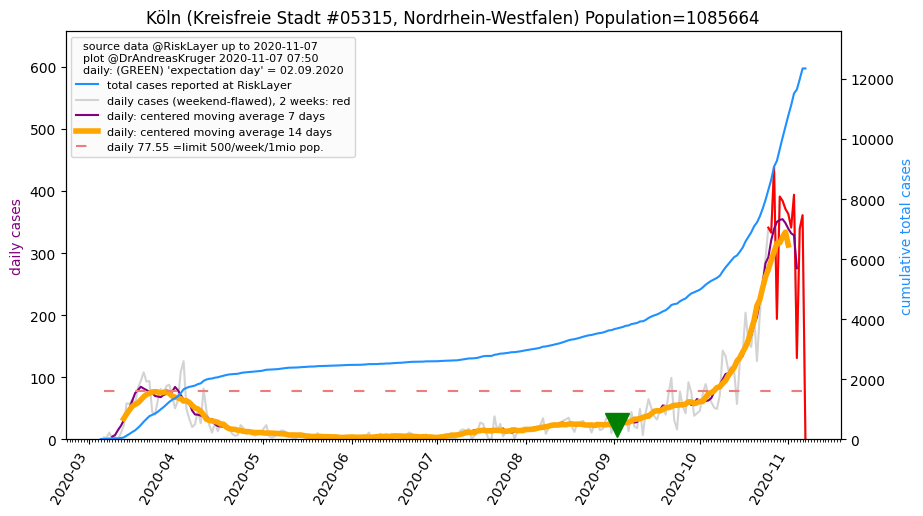 Köln (Kreisfreie Stadt #05315, Nordrhein-Westfalen) Population=1085664
source data @RiskLayer up to 2020-11-07
plot @DrAndreasKruger 2020-11-07 07:50
daily: (GREEN) 'expectation day' = 02.09.2020
total cases reported at RiskLayer
daily cases (weekend-flawed), 2 weeks: red
daily: centered moving average 7 days
daily: centered moving average 14 days
daily 77.55 =limit 500/week/1mio pop.
daily cases
600
500
400
300
200
100
0
cumulative total cases
12000
10000
8000
6000
4000
2000
0
2020-03
2020-04
2020-05
2020-06
2020-07
2020-08
2020-09
2020-10
2020-11